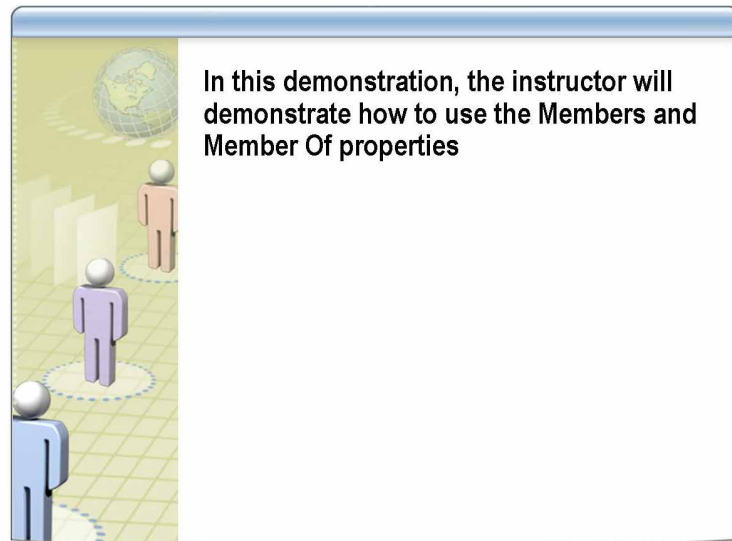 In this demonstration, the instructor will
demonstrate how to use the Members and
Member Of properties